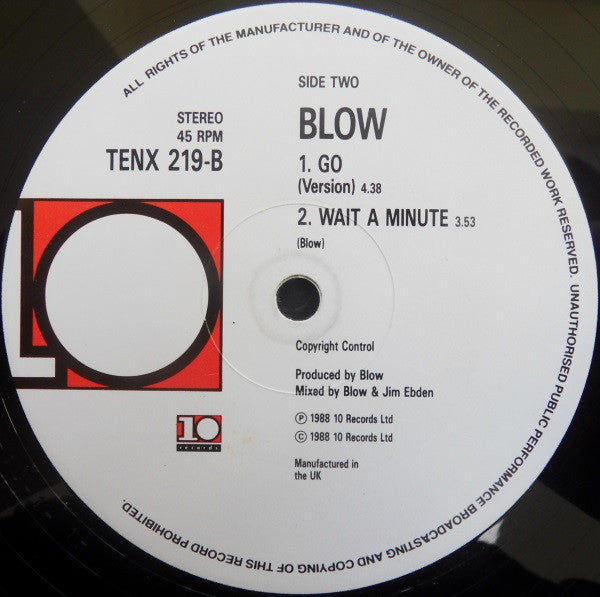 ALL RIGHTS OF THE MANUFACTURER AND OF THE OWNER OF THE RECORDED WORK RESERVED. UNAUTHORISED PUBLIC PERFORMANCE BROADCASTING AND COPYING OF THIS RECORD PROHIBITED.
SIDE TWO
STEREO
45 RPM
TENX 219-B
BLOW
1. GO
(Version) 4.38
2. WAIT A MINUTE 3.53
(Blow)
Copyright Control
Produced by Blow
Mixed by Blow & Jim Ebden
Ⓟ 1988 10 Records Ltd
© 1988 10 Records Ltd
Manufactured in
the UK
10
records